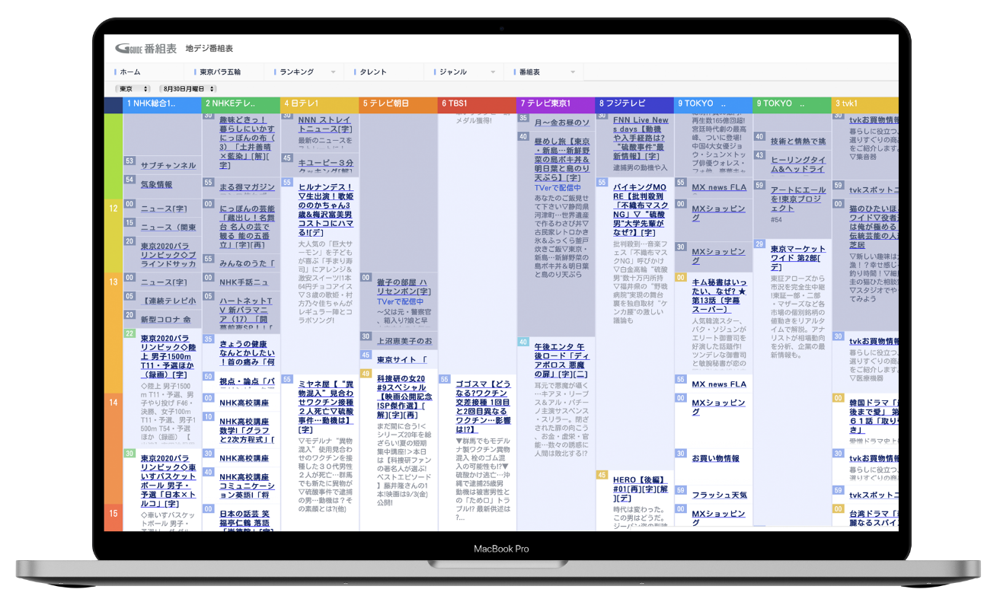 GGUIDE 番組表 地デジ番組表
ホーム
東京パラ五輪
ランキング
タレント
ジャンル
番組表
東京
8月30日月曜日
1 NHK総合1..
2 NHKEテレ..
4 日テレ1
5 テレビ朝日
6 TBS1
7 テレビ東京1
8 フジテレビ
9 TOKYO ..
9 TOKYO ..
3 tvk1
12
13
14
15
53
サブチャンネル
54
気象情報
00
ニュース[字]
15
ニュース（関東
20
東京2020パラ
リンピック◇ブ
ラインドサッカ
00
ニュース[字]
05
【連続テレビ小
20
新型コロナ 命
22
東京2020パラ
リンピック◇陸
上 男子1500m
T11・予選ほか
（録画）[字]
◇陸上 男子1500
m T11・予選、男
子やり投げ F46・
決勝、女子100m
T11・予選、男子1
500m T54・予選
ほか（録画） 【
30
東京2020パラ
リンピック◇車
いすバスケット
ボール 男子・
予選「日本×ト
ルコ」[字]
◇車いすバスケッ
トボール 男子・
30
趣味どきっ！
暮らしにいかす
にっぽんの布（
3）「土井善晴
×藍染」[解][
字]
55
まる得マガジン
00
にっぽんの芸能
「蔵出し！名舞
台 名人の芸で
観る 能の五番
立」[字][再]
55
みんなのうた「
00
NHK手話ニュ
05
ハートネットT
V 新パラマニ
ア（17）「開
幕前夜SP！」[
35
きょうの健康
なんとかしたい
！首の痛み「何
50
視点・論点「パ
00
NHK高校講座
10
NHK高校講座
数学I「グラフ
と2次方程式」[
30
NHK高校講座
40
NHK高校講座
コミュニケーシ
ョン英語I「将
00
日本の話芸 笑
福亭仁鶴 落語
30
NNN ストレイ
トニュース[字]
最新のニュースを
45
キユーピー３分
クッキング[解]
55
ヒルナンデス！
▽生出演！歌姫
ののかちゃん3
歳&梅沢富美男
コストコにハマ
る![デ]
大人気の「巨大サ
ーモン」を子ども
が喜ぶ「手まり寿
司」にアレンジ&
激安スイーツ!1本
64円チョコアイス
▽３歳の歌姫・村
方乃々佳ちゃんが
レギュラー陣とコ
ラボソング!
55
ミヤネ屋【“異
物混入”見合わ
せワクチン接種
２人死亡▽硫酸
事件…動機は】
[字]
▽モデルナ“異物
混入”使用見合わ
せのワクチンを接
種した３０代男性
２人が死亡…群馬
でも新たに異物が
▽硫酸事件で逮捕
の男…動機は？そ
の素顔とは?(他)
00
徹子の部屋 ハ
リセンボン[字]
TVerで配信中
〜父は元・警察官
、箱入り?娘と早
30
上沼恵美子のお
45
東京サイト「
49
科捜研の女20
#9スペシャル
【映画公開記念
!SP傑作選】[
解][字][再]
まだ間に合う!<
シリーズ20年を総
ざらい!夏の短期
集中講座!>本日
は【科捜研ファン
の著名人が選ぶ!
ベストエピソード
】藤井隆さんの1
本!映画は9/3(金)
公開!
メダル獲得!
55
ゴゴスマ【どう
なる?ワクチン
交差接種 1回目
と2回目異なる
ワクチン…影響
は!?】
▼群馬でもモデル
ナ製ワクチン異物
混入 栓のゴム混
入の可能性も!?▼
硫酸かけ逃亡…沖
縄で逮捕25歳男
動機は被害男性と
の「ため口」トラ
ブル!? 最新供述は
?...
35
月〜金お昼のソ
40
昼めし旅【東京
・新島…新鮮野
菜の島ポキ丼&
明日葉と島のり
天ぷら】[字]
TVerで配信中
あなたのご飯見せ
て下さい▽静岡県
河津町…世界遺産
で作るわさび丼▽
古民家レトロかき
氷&ふっくら釜戸
炊きご飯▽東京・
新島…新鮮野菜の
島ポキ丼&明日葉
と島のり天ぷら
40
午後エンタ 午
後ロード「ディ
アボロス 悪魔
の扉」[字][二]
耳元で悪魔が囁く
…キアヌ・リーブ
ス&アル・パチー
ノ主演サスペンス
・スリラー。閉ざ
された扉の向こう
、お金・虚栄・官
能…数々の誘惑に
人間は敗北する!?
30
FNN Live New
s days【動機
や入手経路は?
“硫酸事件”最
新情報】[字]
逮捕男の動機や入
55
バイキングMO
RE【批判殺到
「不織布マスク
NG」▽“硫酸
男”大学先輩が
なぜ?】[字]
批判殺到…音楽フ
ェス「不織布マス
クNG」呼びかけ
▽白金高輪“硫酸
男”数十万円所持
▽福井県の“野戦
病院”実現の舞台
裏を独自取材“ケ
ンカ腰”の激しい
議論も
45
HERO【後編】
#01[再][字][解
][デ]
時代は変わった。
この男はどうだ。
再生数165億回超!
宮廷時代劇の最高
峰、ついに登場!
中国4大女優ジョ
ウ・シュン×トッ
プ俳優ウォレス・
55
MX news FLA
00
MXショッピン
グ
30
MXショッピン
グ
00
キム秘書はいっ
たい、なぜ? ★
第13話〔字幕
スーパー〕
人気韓流スター、
パク・ソジュンが
エリート御曹司を
好演した話題作!
ツンデレな御曹司
と敏腕秘書が恋の
55
MX news FLA
00
MXショッピン
グ
30
お買い物情報
59
フラッシュ天気
00
MXショッピン
グ
40
技術と情熱で挑
43
ヒーリングタイ
ム&ヘッドライ
59
アートにエール
を!東京プロジ
ェクト
#54
29
東京マーケット
ワイド 第2部[
デ]
東証アローズから
市況を完全生中継
!東証一部・二部
・マザーズなど各
市場の個別銘柄の
値動きをリアルタ
イムで解説。アナ
リストが相場動向
を分析、企業の最
新情報も。
30
tvkお買物情報
暮らしに役立つ、
選りすぐりの商品
をご紹介します。
▽集音器
59
tvkスポットニ
00
猫のひたいほ
ワイド▽役者
は俺が極める
伝統芸能の人
芝居
▽新しい趣味は
漁！？幸せ感じ
釣り時間！▽細
圭の猫ひた相談
▽スタジオでや
てみよう
30
tvkお買物情報
暮らしに役立つ、
選りすぐりの商品
をご紹介します。
▽医療機器
00
韓国ドラマ「
後まで愛」 第
６１話「取り
き」
愛憎ドラマ史上
30
tvkお買物情報
暮らしに役立つ、
選りすぐりの商
59
tvkスポットニ
00
台湾ドラマ「
麗なるスパイ
MacBook Pro